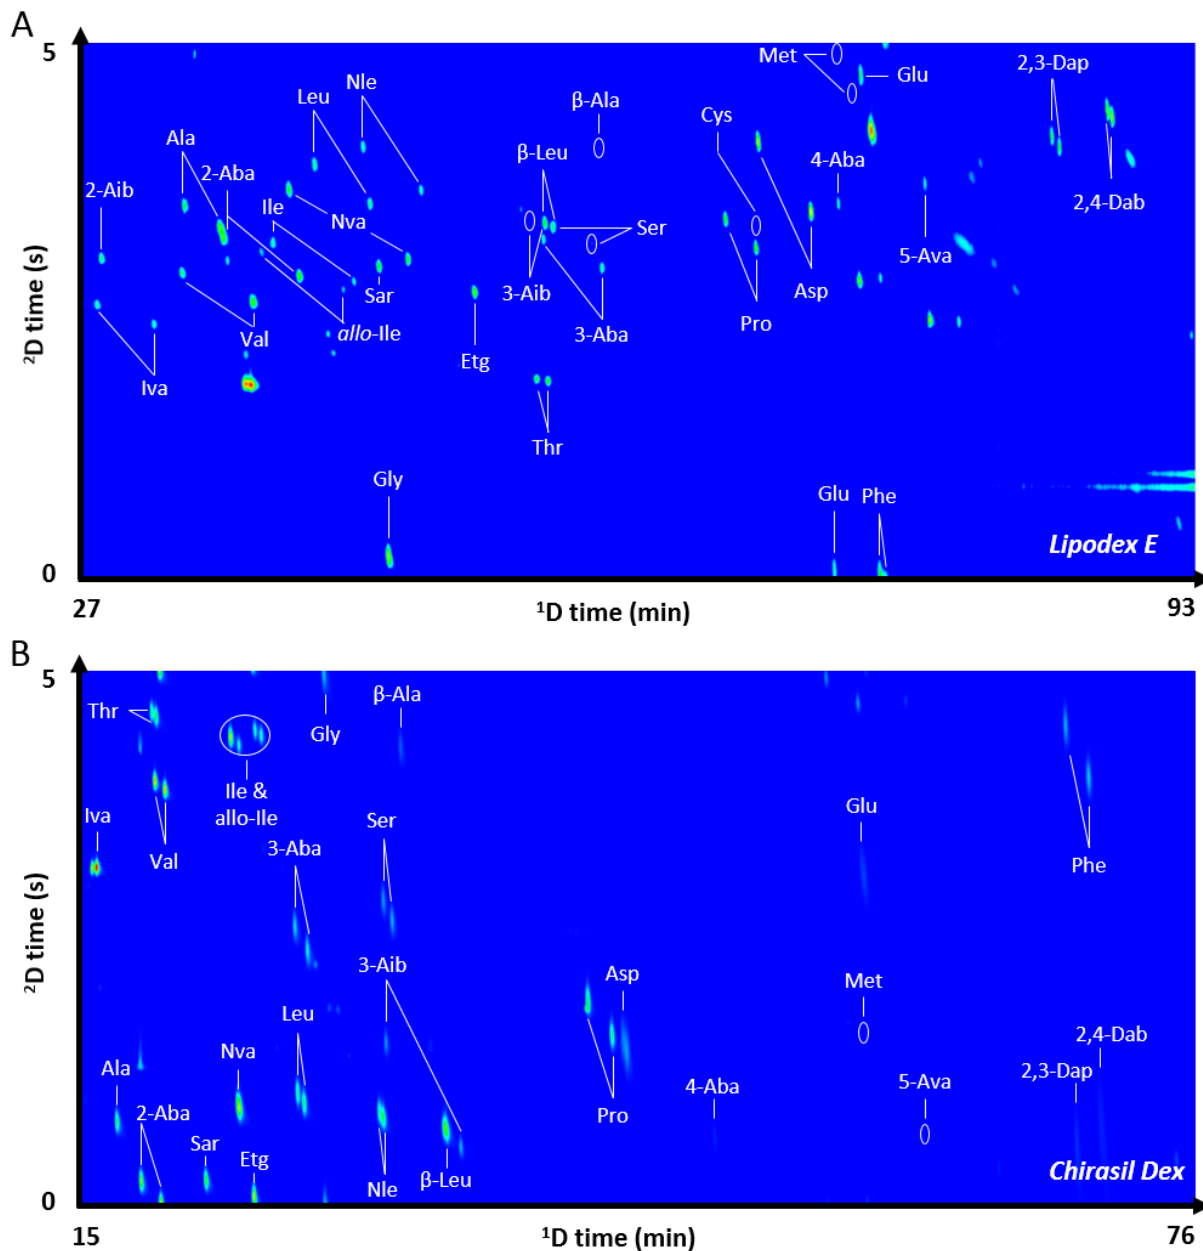 A
5
Met
Glu
2,3-Dap
Nle
Leu
β-Ala
Cys
Ala
β-Leu
4-Aba
2-Aba
2-Aib
Ile
2,4-Dab
Nva
Ser
5-Ava
3-Aib
Sar
Asp
Pro
Val
allo-Ile
3-Aba
Etg
Iva
Thr
Gly
Glu
Phe
Lipodex E
²D time (s)
0
27
¹D time (min)
93
B
5
Thr
β-Ala
Gly
Ile &
allo-Ile
Iva
Glu
Ser
3-Aba
Val
Phe
3-Aib
Asp
Met
Leu
2,4-Dab
Nva
Ala
2,3-Dap
5-Ava
4-Aba
2-Aba
Pro
Sar
Etg
β-Leu
Nle
Chirasil Dex
²D time (s)
0
15
¹D time (min)
76